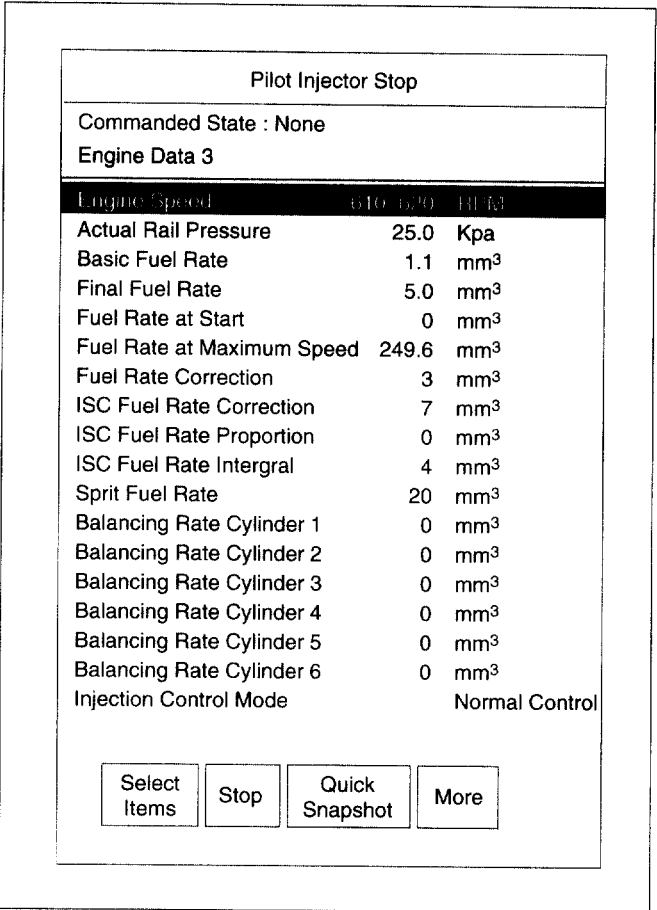 Pilot Injector Stop
Commanded State : None
Engine Data 3
Engine Speed 610-620 RPM
Actual Rail Pressure 25.0 Kpa
Basic Fuel Rate 1.1 mm³
Final Fuel Rate 5.0 mm³
Fuel Rate at Start 0 mm³
Fuel Rate at Maximum Speed 249.6 mm³
Fuel Rate Correction 3 mm³
ISC Fuel Rate Correction 7 mm³
ISC Fuel Rate Proportion 0 mm³
ISC Fuel Rate Intergral 4 mm³
Sprit Fuel Rate 20 mm³
Balancing Rate Cylinder 1 0 mm³
Balancing Rate Cylinder 2 0 mm³
Balancing Rate Cylinder 3 0 mm³
Balancing Rate Cylinder 4 0 mm³
Balancing Rate Cylinder 5 0 mm³
Balancing Rate Cylinder 6 0 mm³
Injection Control Mode Normal Control
Select Items
Stop
Quick Snapshot
More